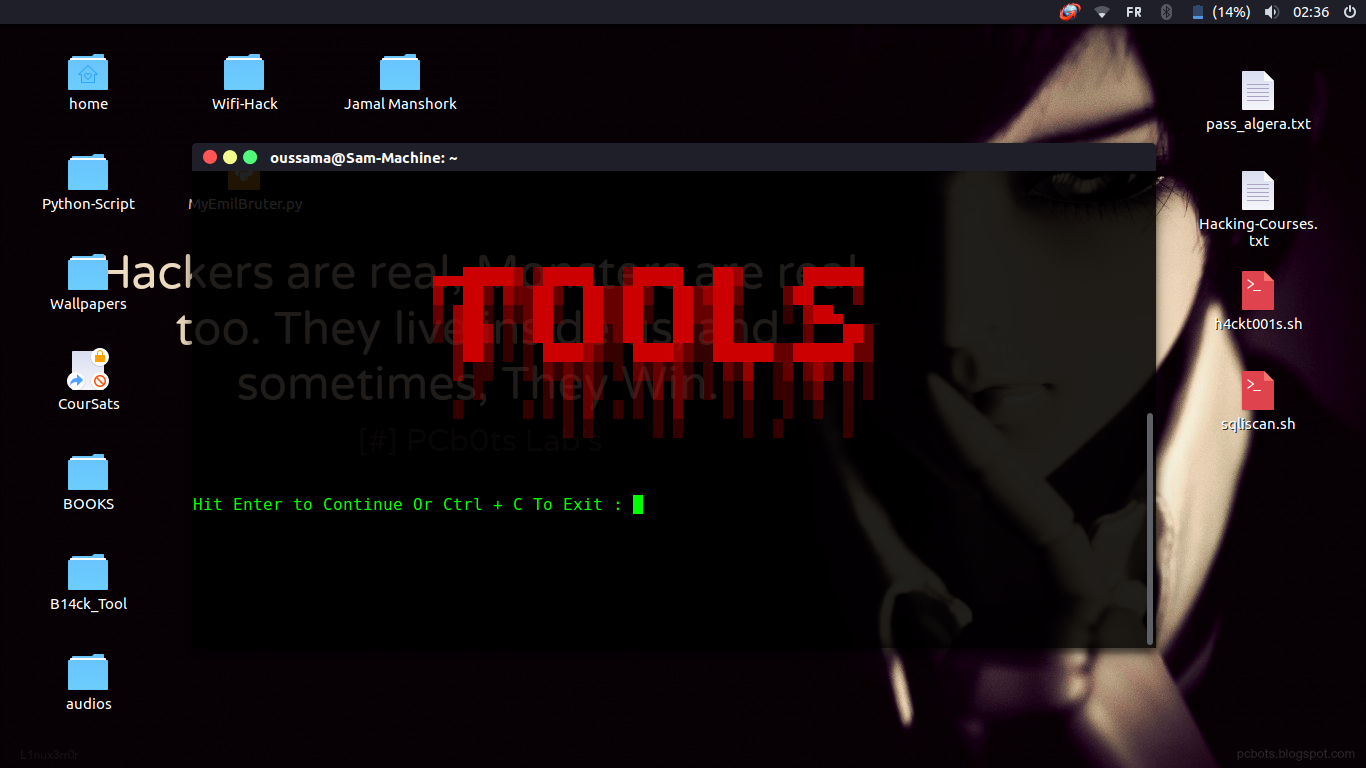 FR
(14%)
02:36
home
Wifi-Hack
Jamal Manshork
pass_algera.txt
oussama@Sam-Machine: ~
Python-Script
MyEmilBruter.py
Hacking-Courses.
txt
Hackers are real, Monsters are real
too. They live inside us, and
sometimes, They Win.
[#] PCb0ts Lab's
TOOLS
Wallpapers
h4ckt001s.sh
CourSats
sqliscan.sh
BOOKS
Hit Enter to Continue Or Ctrl + C To Exit :
B14ck_Tool
audios
L1nux3rr0r
pcbots.blogspot.com